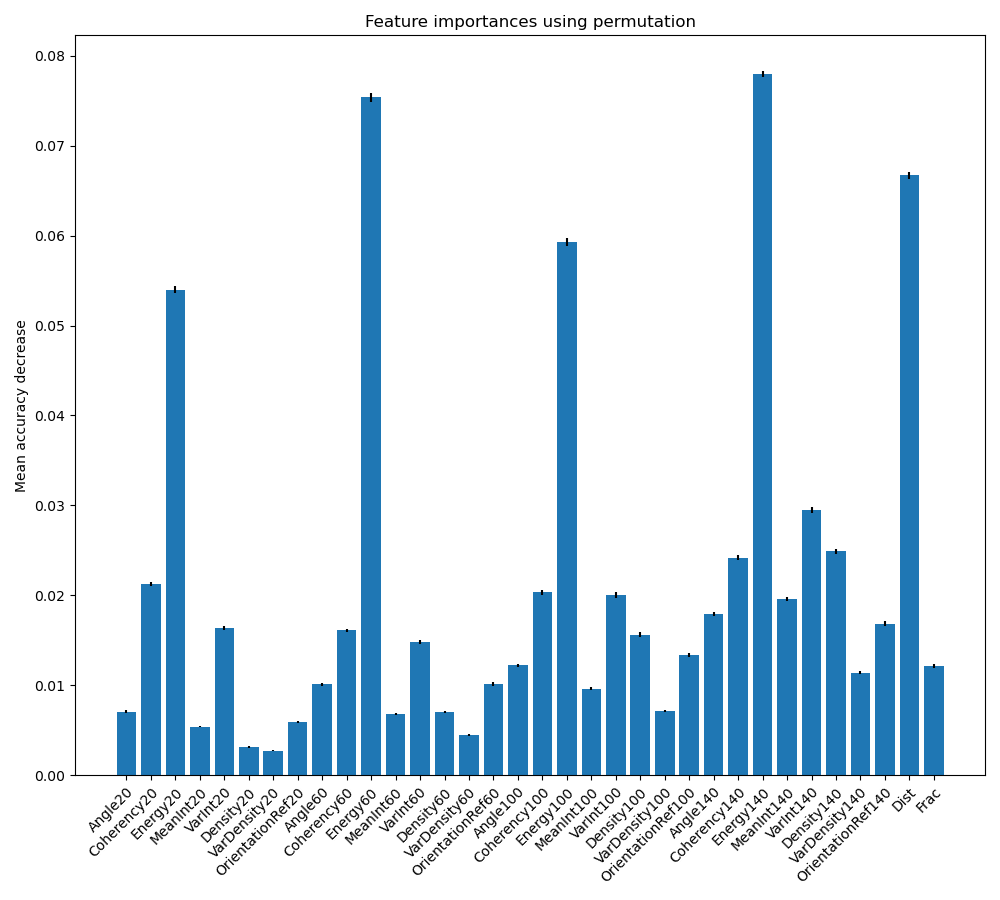 Feature importances using permutation
Mean accuracy decrease
0.08
0.07
0.06
0.05
0.04
0.03
0.02
0.01
0.00
Angle20
Coherency20
Energy20
MeanInt20
VarInt20
Density20
VarDensity20
OrientationRef20
Angle60
Coherency60
Energy60
MeanInt60
VarInt60
Density60
VarDensity60
OrientationRef60
Angle100
Coherency100
Energy100
MeanInt100
VarInt100
Density100
VarDensity100
OrientationRef100
Angle140
Coherency140
Energy140
MeanInt140
VarInt140
Density140
VarDensity140
OrientationRef140
Dist
Frac